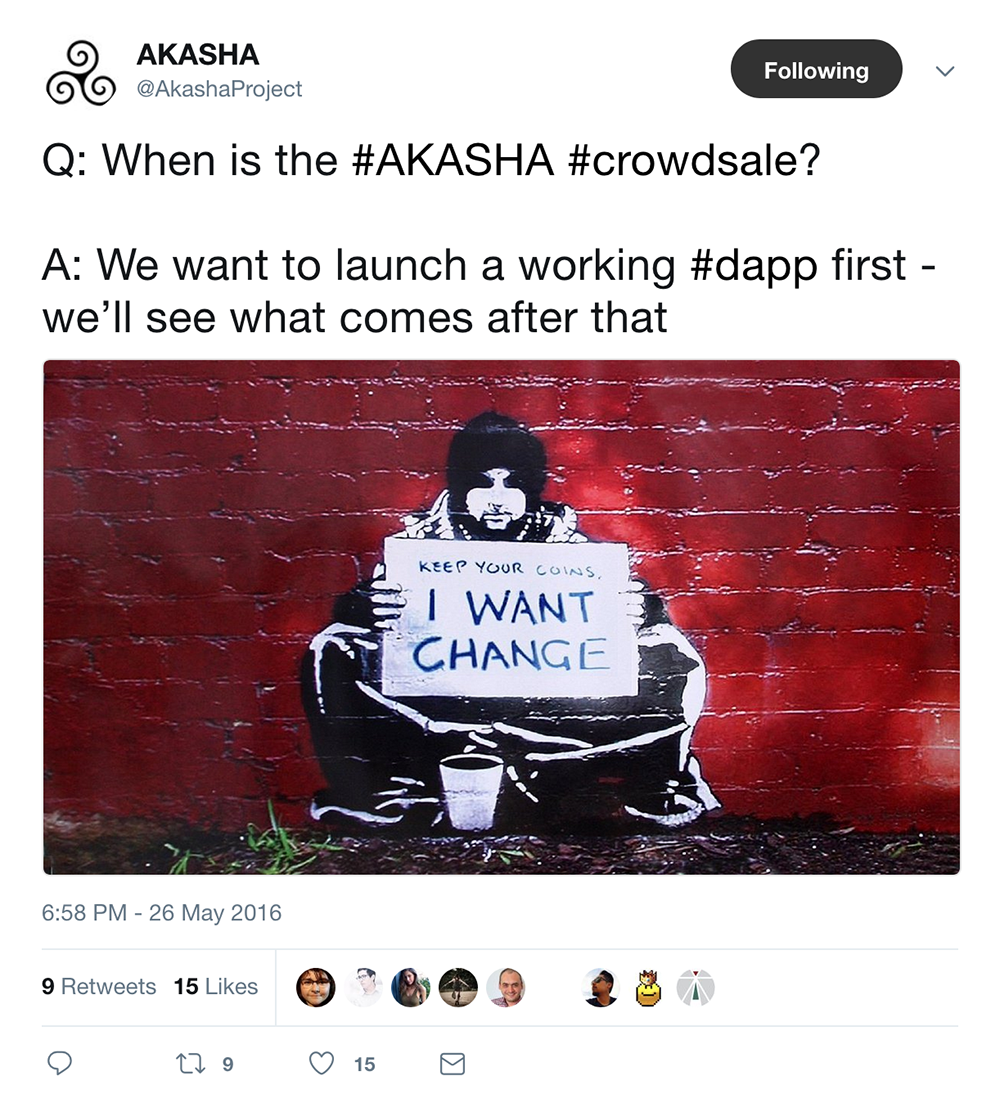 AKASHA
@AkashaProject
Following
Q: When is the #AKASHA #crowdsale?
A: We want to launch a working #dapp first -
we’ll see what comes after that
KEEP YOUR COINS,
I WANT
CHANGE
6:58 PM - 26 May 2016
9 Retweets 15 Likes
9 15